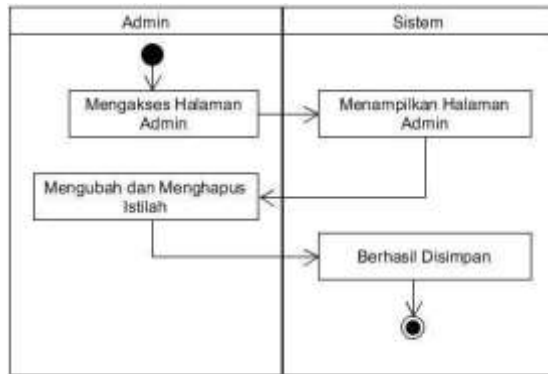 Admin
Sistem
Mengakses Halaman
Admin
Menampilkan Halaman
Admin
Mengubah dan Menghapus
Istilah
Berhasil Disimpan